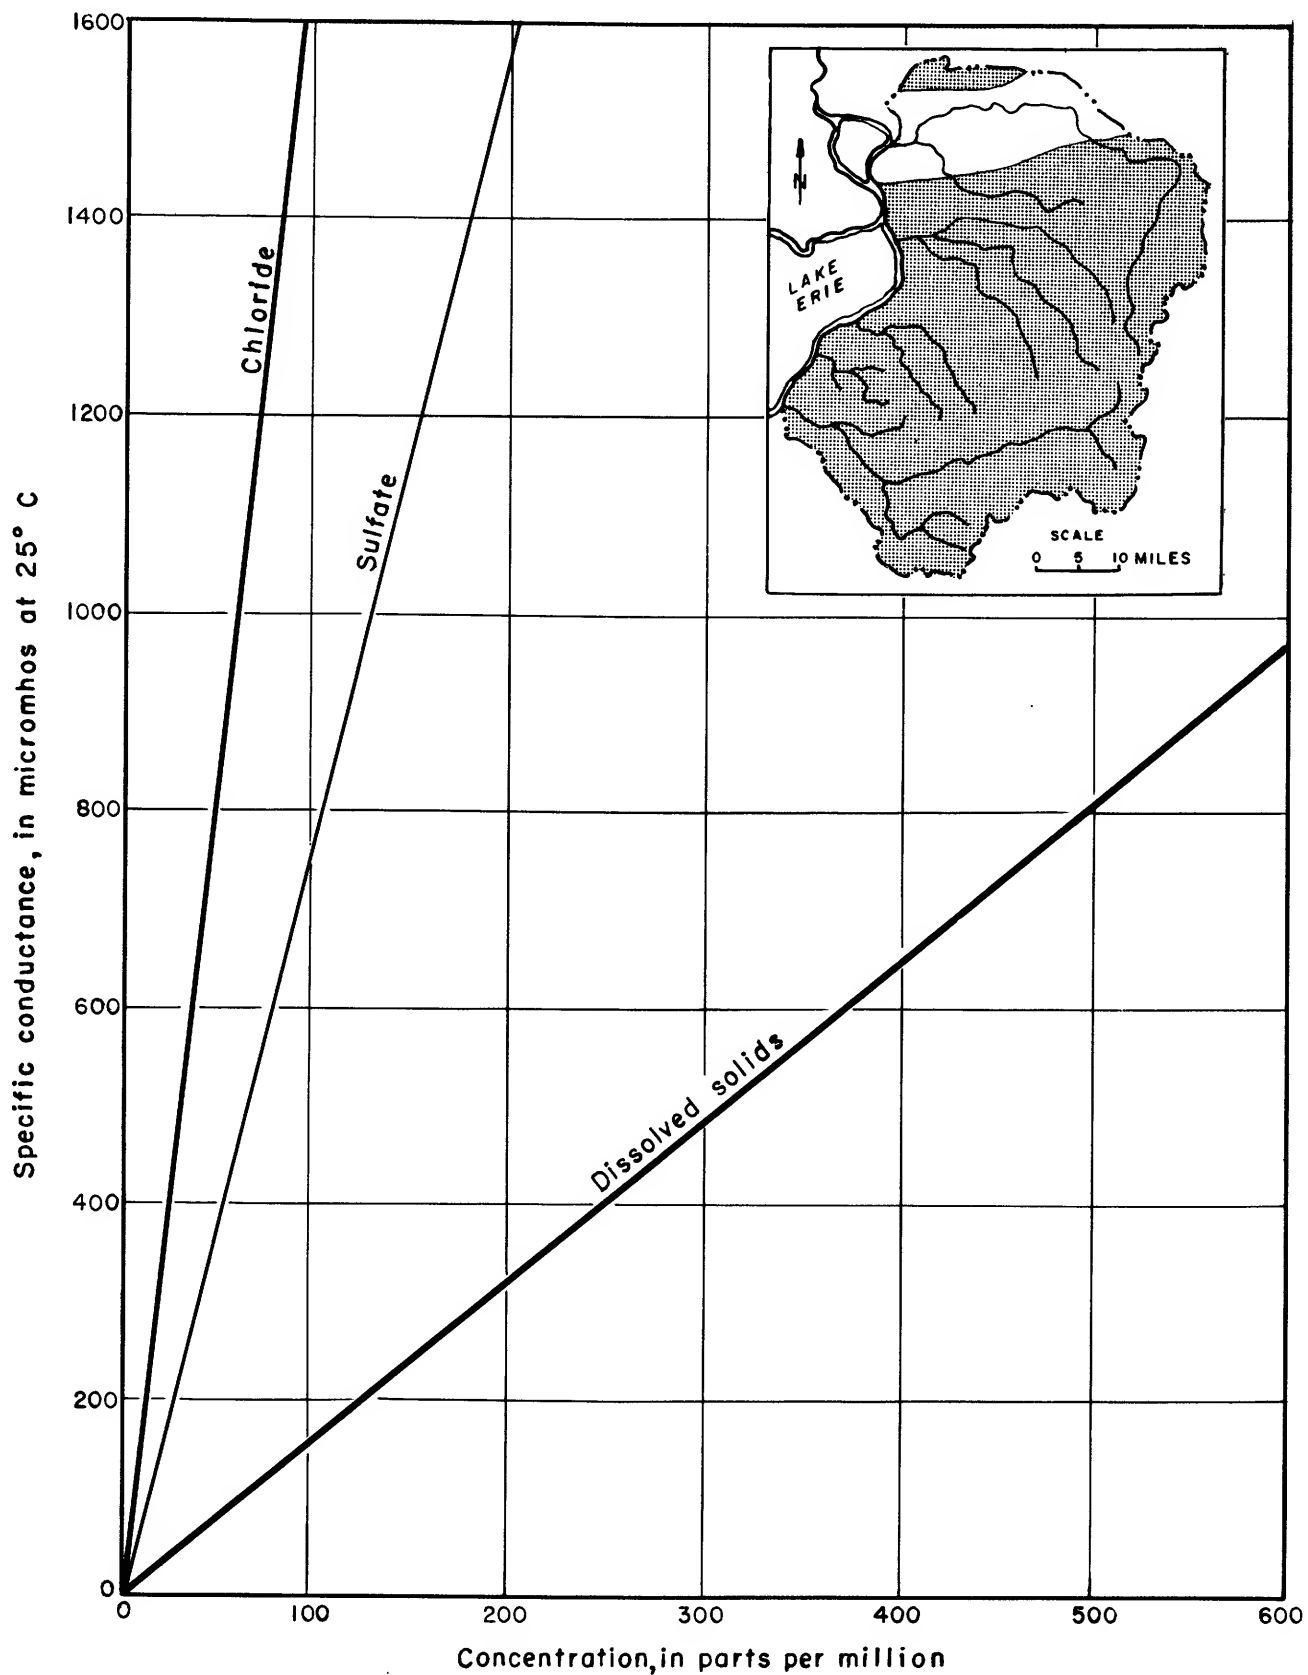 1600
1400
1200
1000
800
600
400
200
0
Specific conductance, in micromhos at 25° C
Chloride
Sulfate
Dissolved solids
N
LAKE
ERIE
SCALE
0 5 10 MILES
0 100 200 300 400 500 600
Concentration, in parts per million